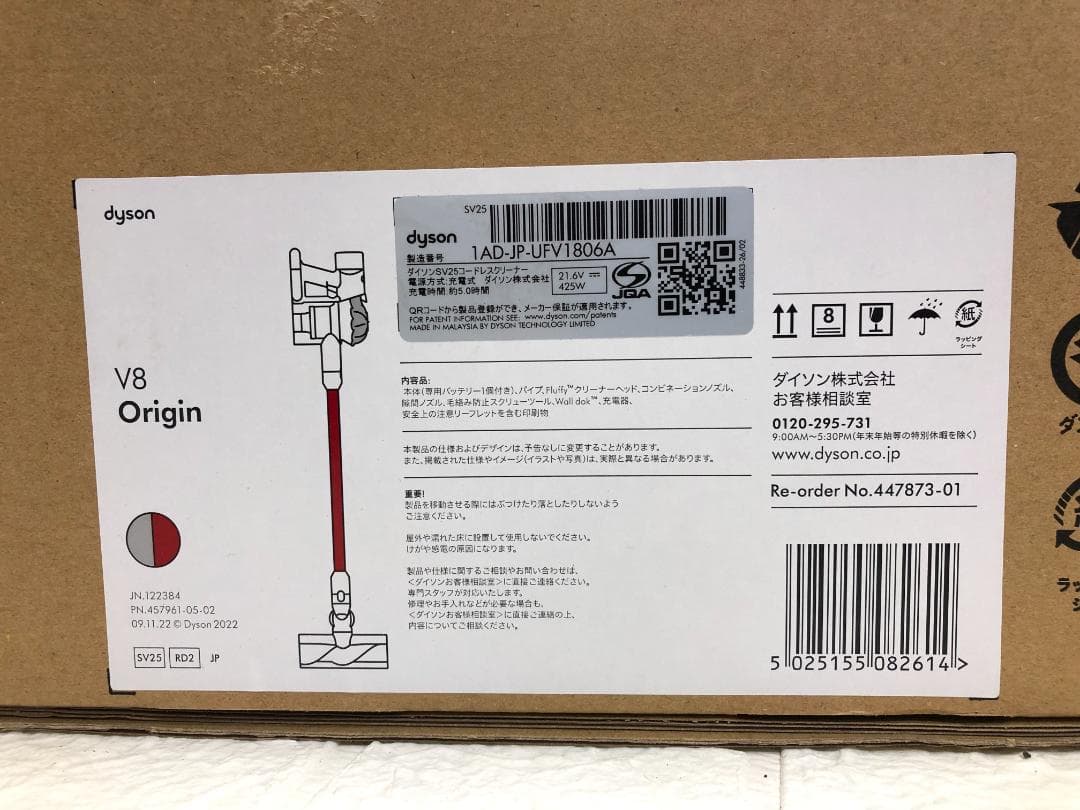 dyson
V8
Origin
JN.122384
PN.457961-05-02
09.11.22 © Dyson 2022
SV25 RD2 JP
SV25
dyson
製造番号 1AD-JP-UFV1806A
ダイソンSV25コードレスクリーナー
電源方式:充電式 ダイソン株式会社
充電時間:約5.0時間
21.6V
425W
JQA
448833-26/02
QRコードから製品登録ができ、メーカー保証が適用されます。
FOR PATENT INFORMATION SEE: www.dyson.com/patents
MADE IN MALAYSIA BY DYSON TECHNOLOGY LIMITED
内容品:
本体(専用バッテリー1個付き)、パイプ、Fluffy™クリーナーヘッド、コンビネーションノズル、
隙間ノズル、毛絡み防止スクリューツール、Wall dok™、充電器、
安全上の注意リーフレットを含む印刷物
本製品の仕様およびデザインは、予告なしに変更することがあります。
また、掲載された仕様やイメージ(イラストや写真)は、実際と異なる場合があります。
重要!
製品を移動させる際にはぶつけたり落としたりしないよう
ご注意ください。
屋外や濡れた床に設置して使用しないでください。
けがや感電の原因になります。
製品や仕様に関するご相談やお問い合わせは、
<ダイソンお客様相談室>に直接ご連絡ください。
専門スタッフが対応いたします。
修理やお手入れなどが必要な場合も、
<ダイソンお客様相談室>に直接ご連絡の上、
内容についてご相談ください。
8
紙
ラッピング
シート
ダイソン株式会社
お客様相談室
0120-295-731
9:00AM〜5:30PM(年末年始等の特別休暇を除く)
www.dyson.co.jp
Re-order No.447873-01
5 025155 082614 >